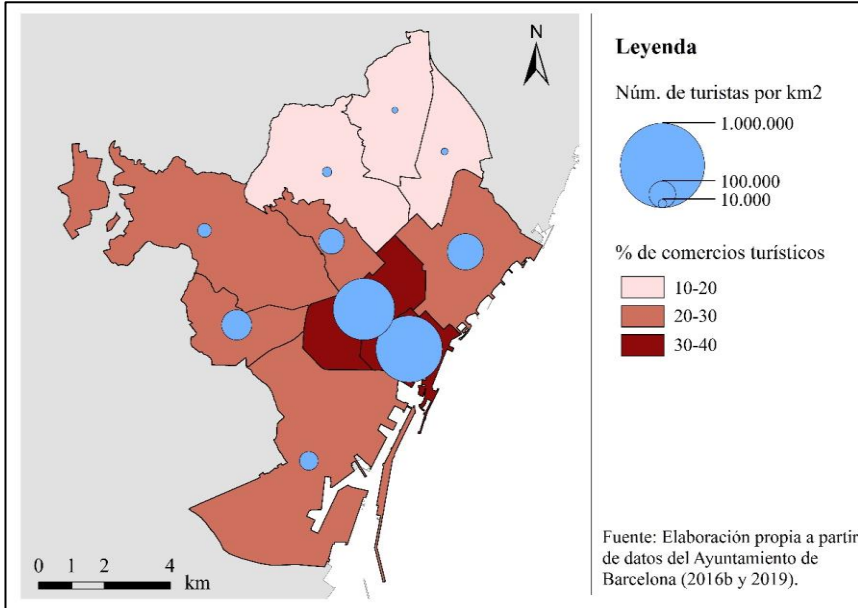 N
Leyenda
Núm. de turistas por km2
1.000.000
100.000
10.000
% de comercios turísticos
10-20
20-30
30-40
Fuente: Elaboración propia a partir
de datos del Ayuntamiento de
Barcelona (2016b y 2019).
0 1 2 4
km